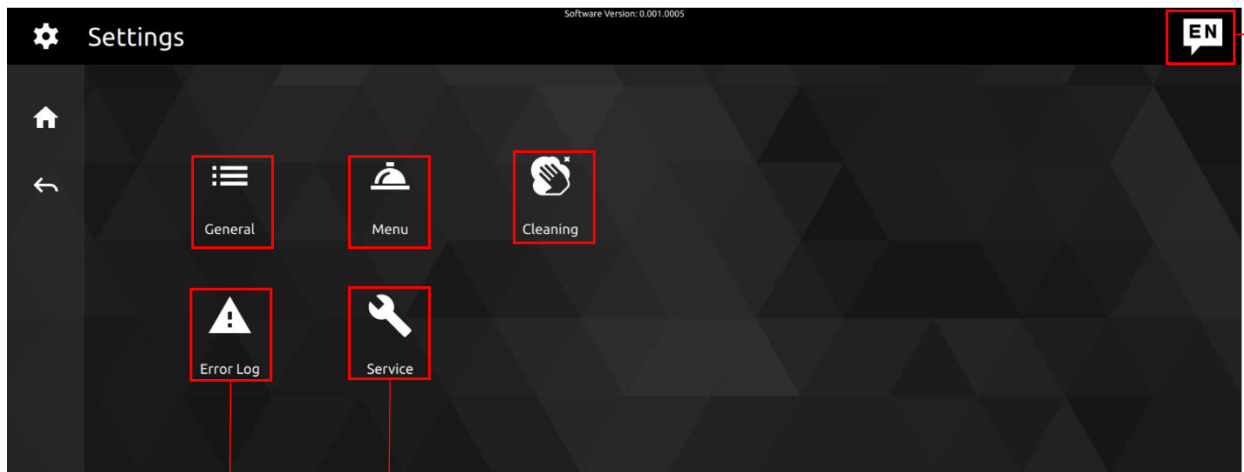 Software Version: 0.001.0005
Settings
EN
General
Menu
Cleaning
Error Log
Service